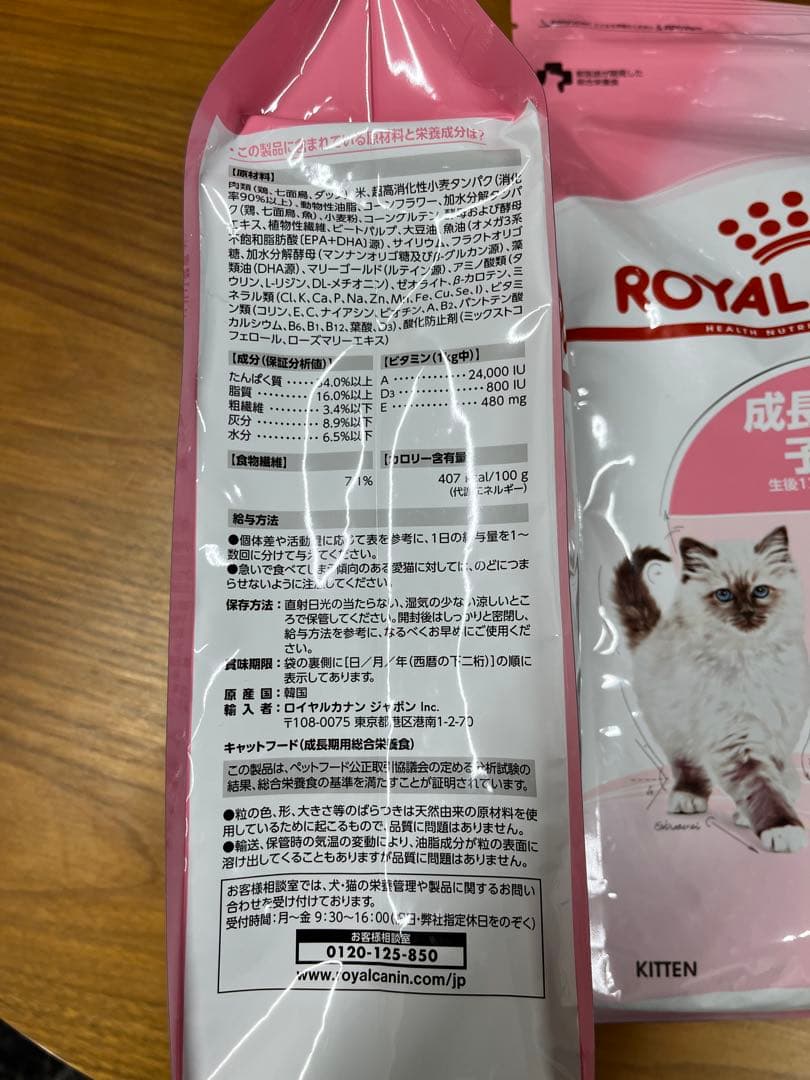 ・この製品に含まれている原材料と栄養成分は?
【原材料】
肉類(鶏、七面鳥、ダック)、米、超高消化性小麦タンパク(消化
率90%以上)、動物性油脂、コーンフラワー、加水分解タンパ
ク(鶏、七面鳥、魚)、小麦粉、コーングルテン、酵母および酵母
エキス、植物性繊維、ビートパルプ、大豆油、魚油(オメガ3系
不飽和脂肪酸[EPA+DHA]源)、サイリウム、フラクトオリゴ
糖、加水分解酵母(マンナンオリゴ糖及びβ-グルカン源)、藻
類油(DHA源)、マリーゴールド(ルテイン源)、アミノ酸類(タ
ウリン、L-リジン、DL-メチオニン)、ゼオライト、β-カロテン、ミ
ネラル類(Cl、K、Ca、P、Na、Zn、Mn、Fe、Cu、Se、I)、ビタミ
ン類(コリン、E、C、ナイアシン、ビオチン、A、B2、パントテン酸
カルシウム、B6、B1、B12、葉酸、D3)、酸化防止剤(ミックストコ
フェロール、ローズマリーエキス)
【成分(保証分析値)】
たんぱく質 ‥‥‥34.0%以上
脂質 ‥‥‥‥‥ 16.0%以上
粗繊維 ‥‥‥‥‥ 3.4%以下
灰分 ‥‥‥‥‥ 8.9%以下
水分 ‥‥‥‥‥ 6.5%以下
【ビタミン(1kg中)】
A ‥‥‥‥‥ 24,000 IU
D3 ‥‥‥‥‥ 800 IU
E ‥‥‥‥‥ 480 mg
【食物繊維】
7.1%
【カロリー含有量】
407 kcal/100 g
(代謝エネルギー)
給与方法
●個体差や活動量に応じて表を参考に、1日の給与量を1〜
数回に分けて与えてください。
●急いで食べてしまう傾向のある愛猫に対しては、のどにつま
らせないように注意してください。
保存方法:直射日光の当たらない、湿気の少ない涼しいとこ
ろで保管してください。開封後はしっかりと密閉し、
給与方法を参考に、なるべくお早めにご使用くだ
さい。
賞味期限:袋の裏側に[日/月/年(西暦の下二桁)]の順に
表示してあります。
原産国:韓国
輸入者:ロイヤルカナン ジャポン Inc.
〒108-0075 東京都港区港南1-2-70
キャットフード(成長期用総合栄養食)
この製品は、ペットフード公正取引協議会の定める分析試験の
結果、総合栄養食の基準を満たすことが証明されています。
●粒の色、形、大きさ等のばらつきは天然由来の原材料を使
用しているために起こるもので、品質に問題はありません。
●輸送、保管時の気温の変動により、油脂成分が粒の表面に
溶け出してくることもありますが品質に問題はありません。
お客様相談室では、犬・猫の栄養管理や製品に関するお問い
合わせを受け付けております。
受付時間:月〜金 9:30〜16:00(祝日・弊社指定休日をのぞく)
お客様相談室
0120-125-850
www.royalcanin.com/jp
獣医師が開発した
総合栄養食
ROYAL
HEALTH NUTRI
成長
子
生後1
KITTEN